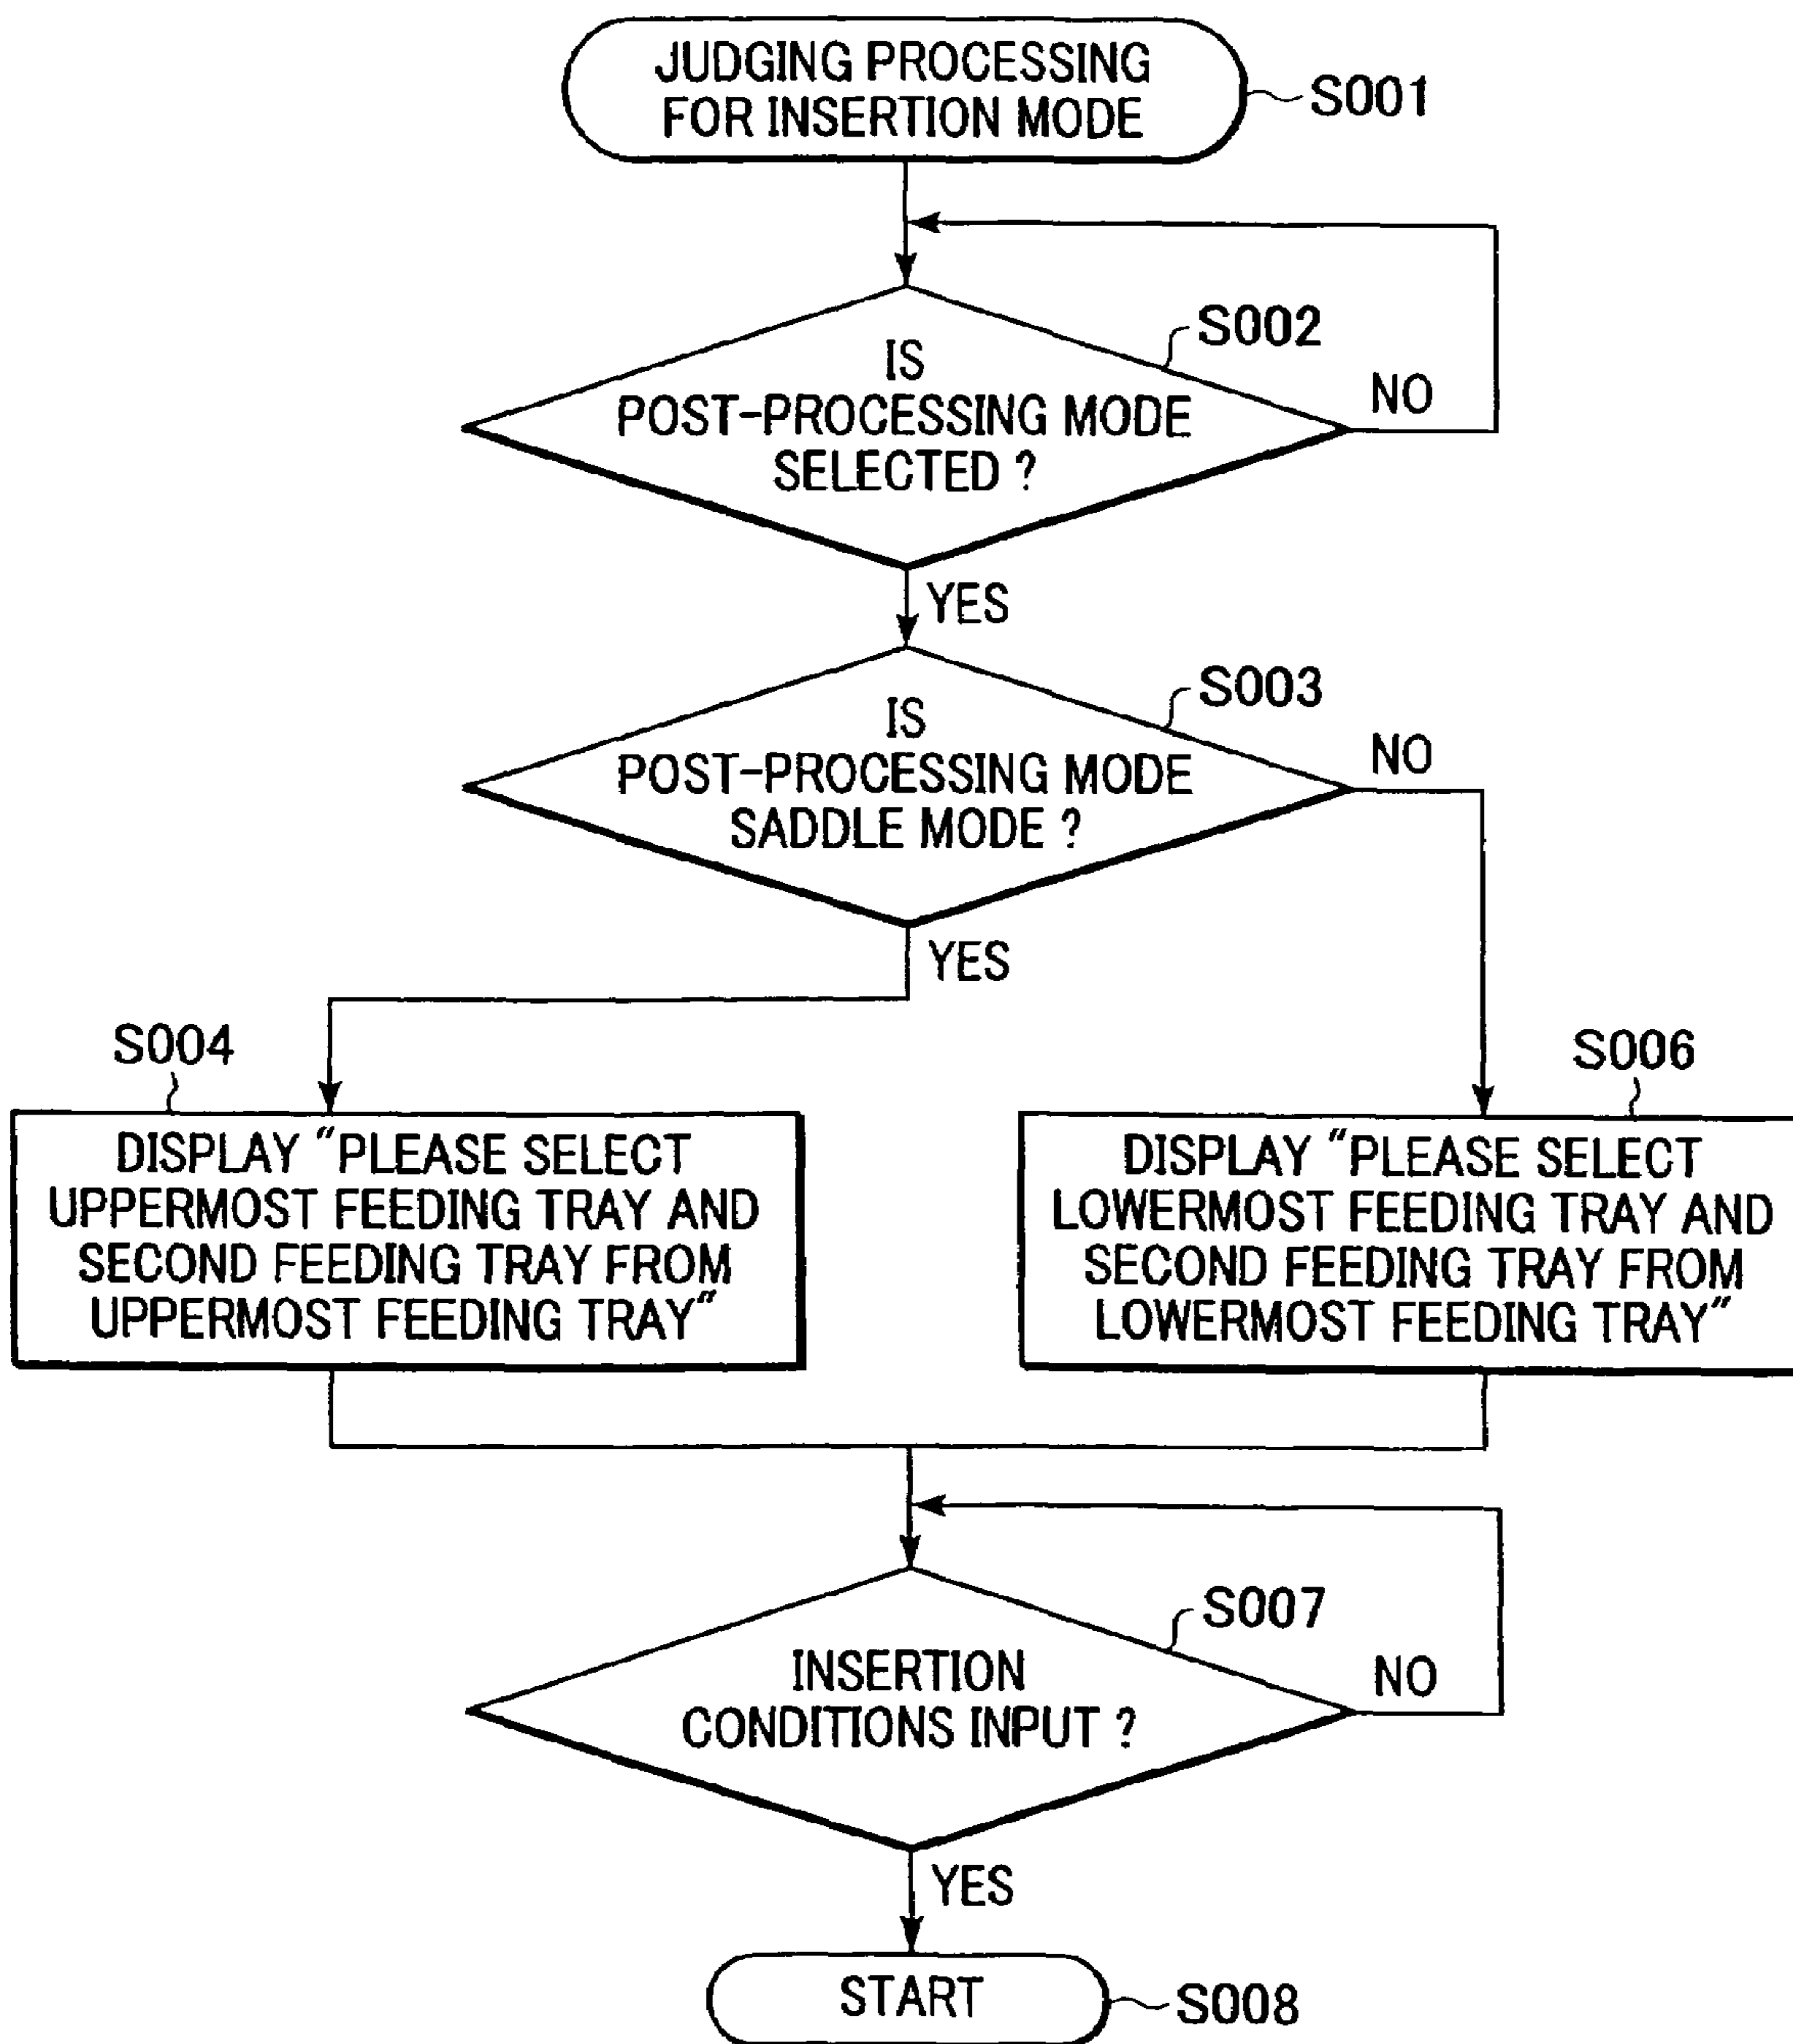 JUDGING PROCESSING
FOR INSERTION MODE
S001
S002
IS
POST-PROCESSING MODE
SELECTED ?
NO
YES
S003
IS
POST-PROCESSING MODE
SADDLE MODE ?
NO
YES
S004
DISPLAY "PLEASE SELECT
UPPERMOST FEEDING TRAY AND
SECOND FEEDING TRAY FROM
UPPERMOST FEEDING TRAY"
S006
DISPLAY "PLEASE SELECT
LOWERMOST FEEDING TRAY AND
SECOND FEEDING TRAY FROM
LOWERMOST FEEDING TRAY"
S007
INSERTION
CONDITIONS INPUT ?
NO
YES
START
S008